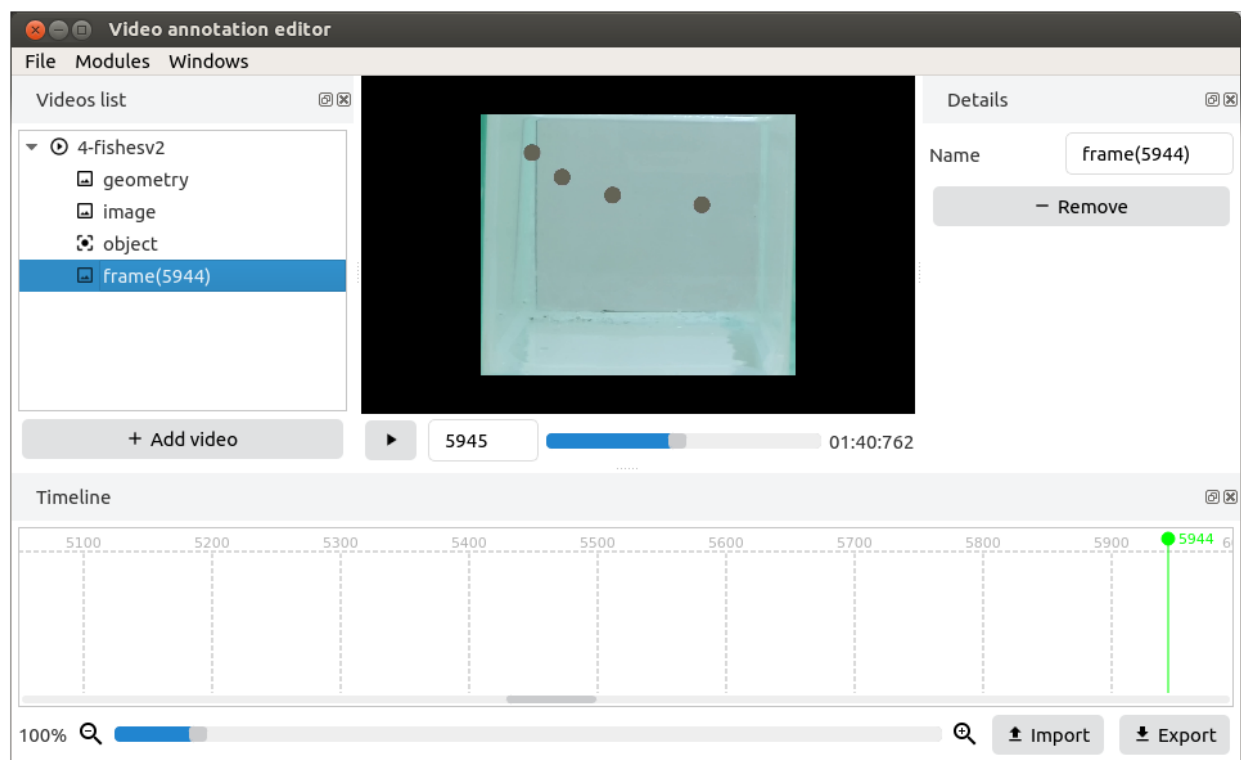 Video annotation editor
File Modules Windows
Videos list
4-fishesv2
geometry
image
object
frame(5944)
+ Add video
5945
01:40:762
Details
Name frame(5944)
− Remove
Timeline
5100 5200 5300 5400 5500 5600 5700 5800 5900 5944
100%
Import Export